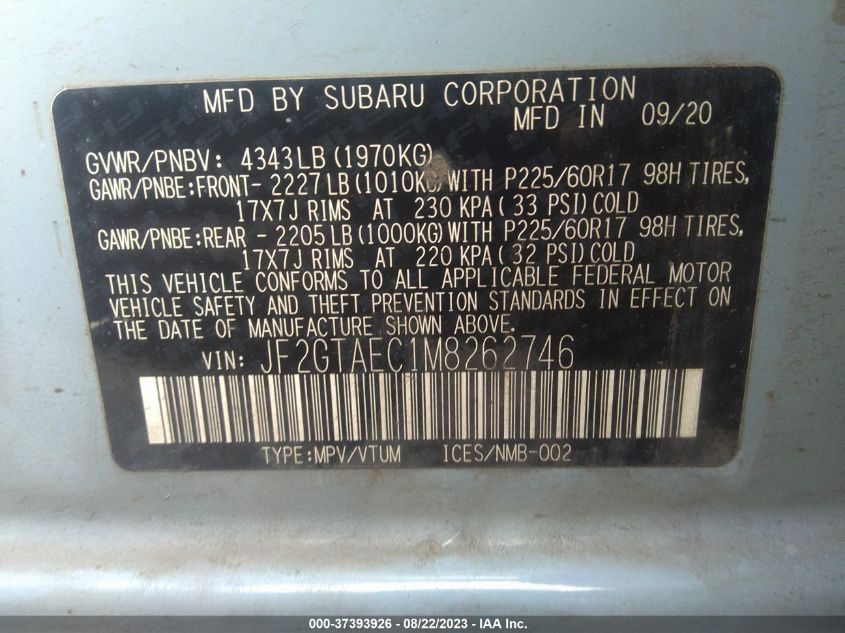 MFD BY SUBARU CORPORATION
MFD IN 09/20
GVWR/PNBV: 4343LB (1970KG)
GAWR/PNBE:FRONT- 2227LB(1010KG)WITH P225/60R17 98H TIRES,
17X7J RIMS AT 230 KPA(33 PSI)COLD
GAWR/PNBE:REAR - 2205LB(1000KG)WITH P225/60R17 98H TIRES,
17X7J RIMS AT 220 KPA(32 PSI)COLD
THIS VEHICLE CONFORMS TO ALL APPLICABLE FEDERAL MOTOR
VEHICLE SAFETY AND THEFT PREVENTION STANDARDS IN EFFECT ON
THE DATE OF MANUFACTURE SHOWN ABOVE.
VIN: JF2GTAEC1M8262746
TYPE:MPV/VTUM ICES/NMB-002
000-37393926 - 08/22/2023 - IAA Inc.